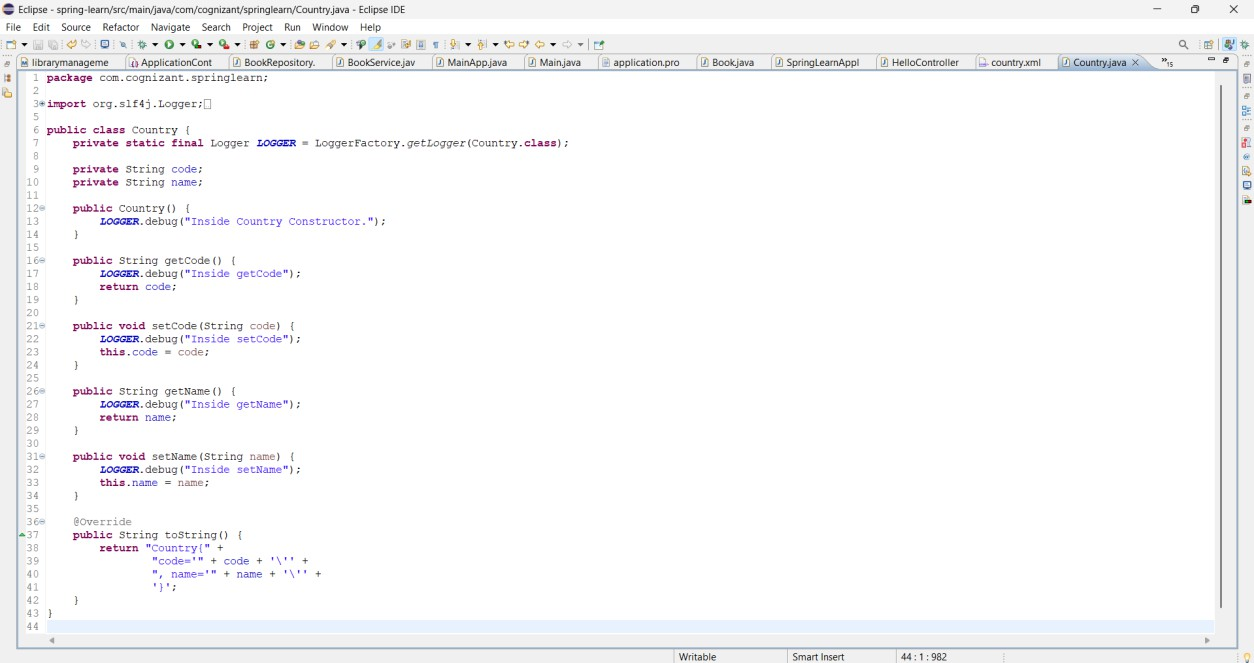 Eclipse - spring-learn/src/main/java/com/cognizant/springlearn/Country.java - Eclipse IDE
File Edit Source Refactor Navigate Search Project Run Window Help
librarymanageme ApplicationCont BookRepository. BookService.jav MainApp.java Main.java application.pro Book.java SpringLearnAppl HelloController country.xml Country.java »15
1 package com.cognizant.springlearn;
2
3 import org.slf4j.Logger;
5
6 public class Country {
7     private static final Logger LOGGER = LoggerFactory.getLogger(Country.class);
8
9     private String code;
10     private String name;
11
12     public Country() {
13         LOGGER.debug("Inside Country Constructor.");
14     }
15
16     public String getCode() {
17         LOGGER.debug("Inside getCode");
18         return code;
19     }
20
21     public void setCode(String code) {
22         LOGGER.debug("Inside setCode");
23         this.code = code;
24     }
25
26     public String getName() {
27         LOGGER.debug("Inside getName");
28         return name;
29     }
30
31     public void setName(String name) {
32         LOGGER.debug("Inside setName");
33         this.name = name;
34     }
35
36     @Override
37     public String toString() {
38         return "Country{" +
39                 "code='" + code + '\'' +
40                 ", name='" + name + '\'' +
41                 '}';
42     }
43 }
44
Writable Smart Insert 44 : 1 : 982